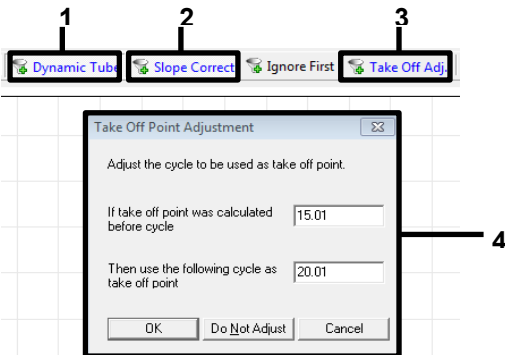 1 2 3
Dynamic Tube Slope Correct Ignore First Take Off Adj.
Take Off Point Adjustment
Adjust the cycle to be used as take off point.
If take off point was calculated
before cycle
15.01
4
Then use the following cycle as
take off point
20.01
OK Do Not Adjust Cancel